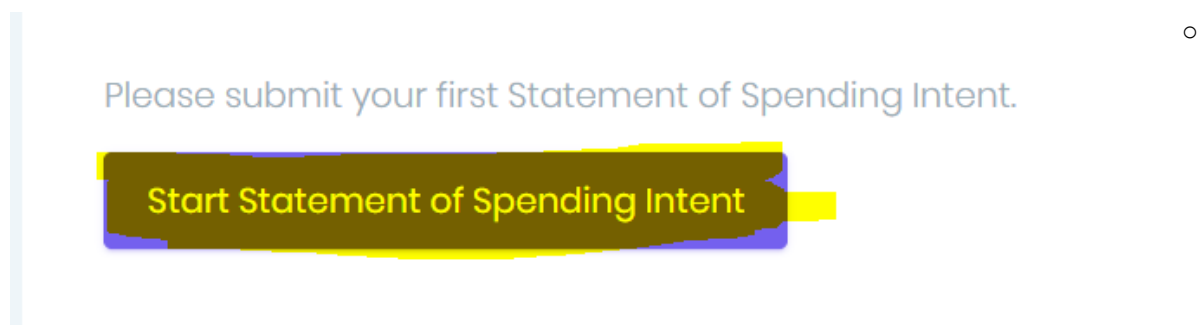 Please submit your first Statement of Spending Intent.
Start Statement of Spending Intent